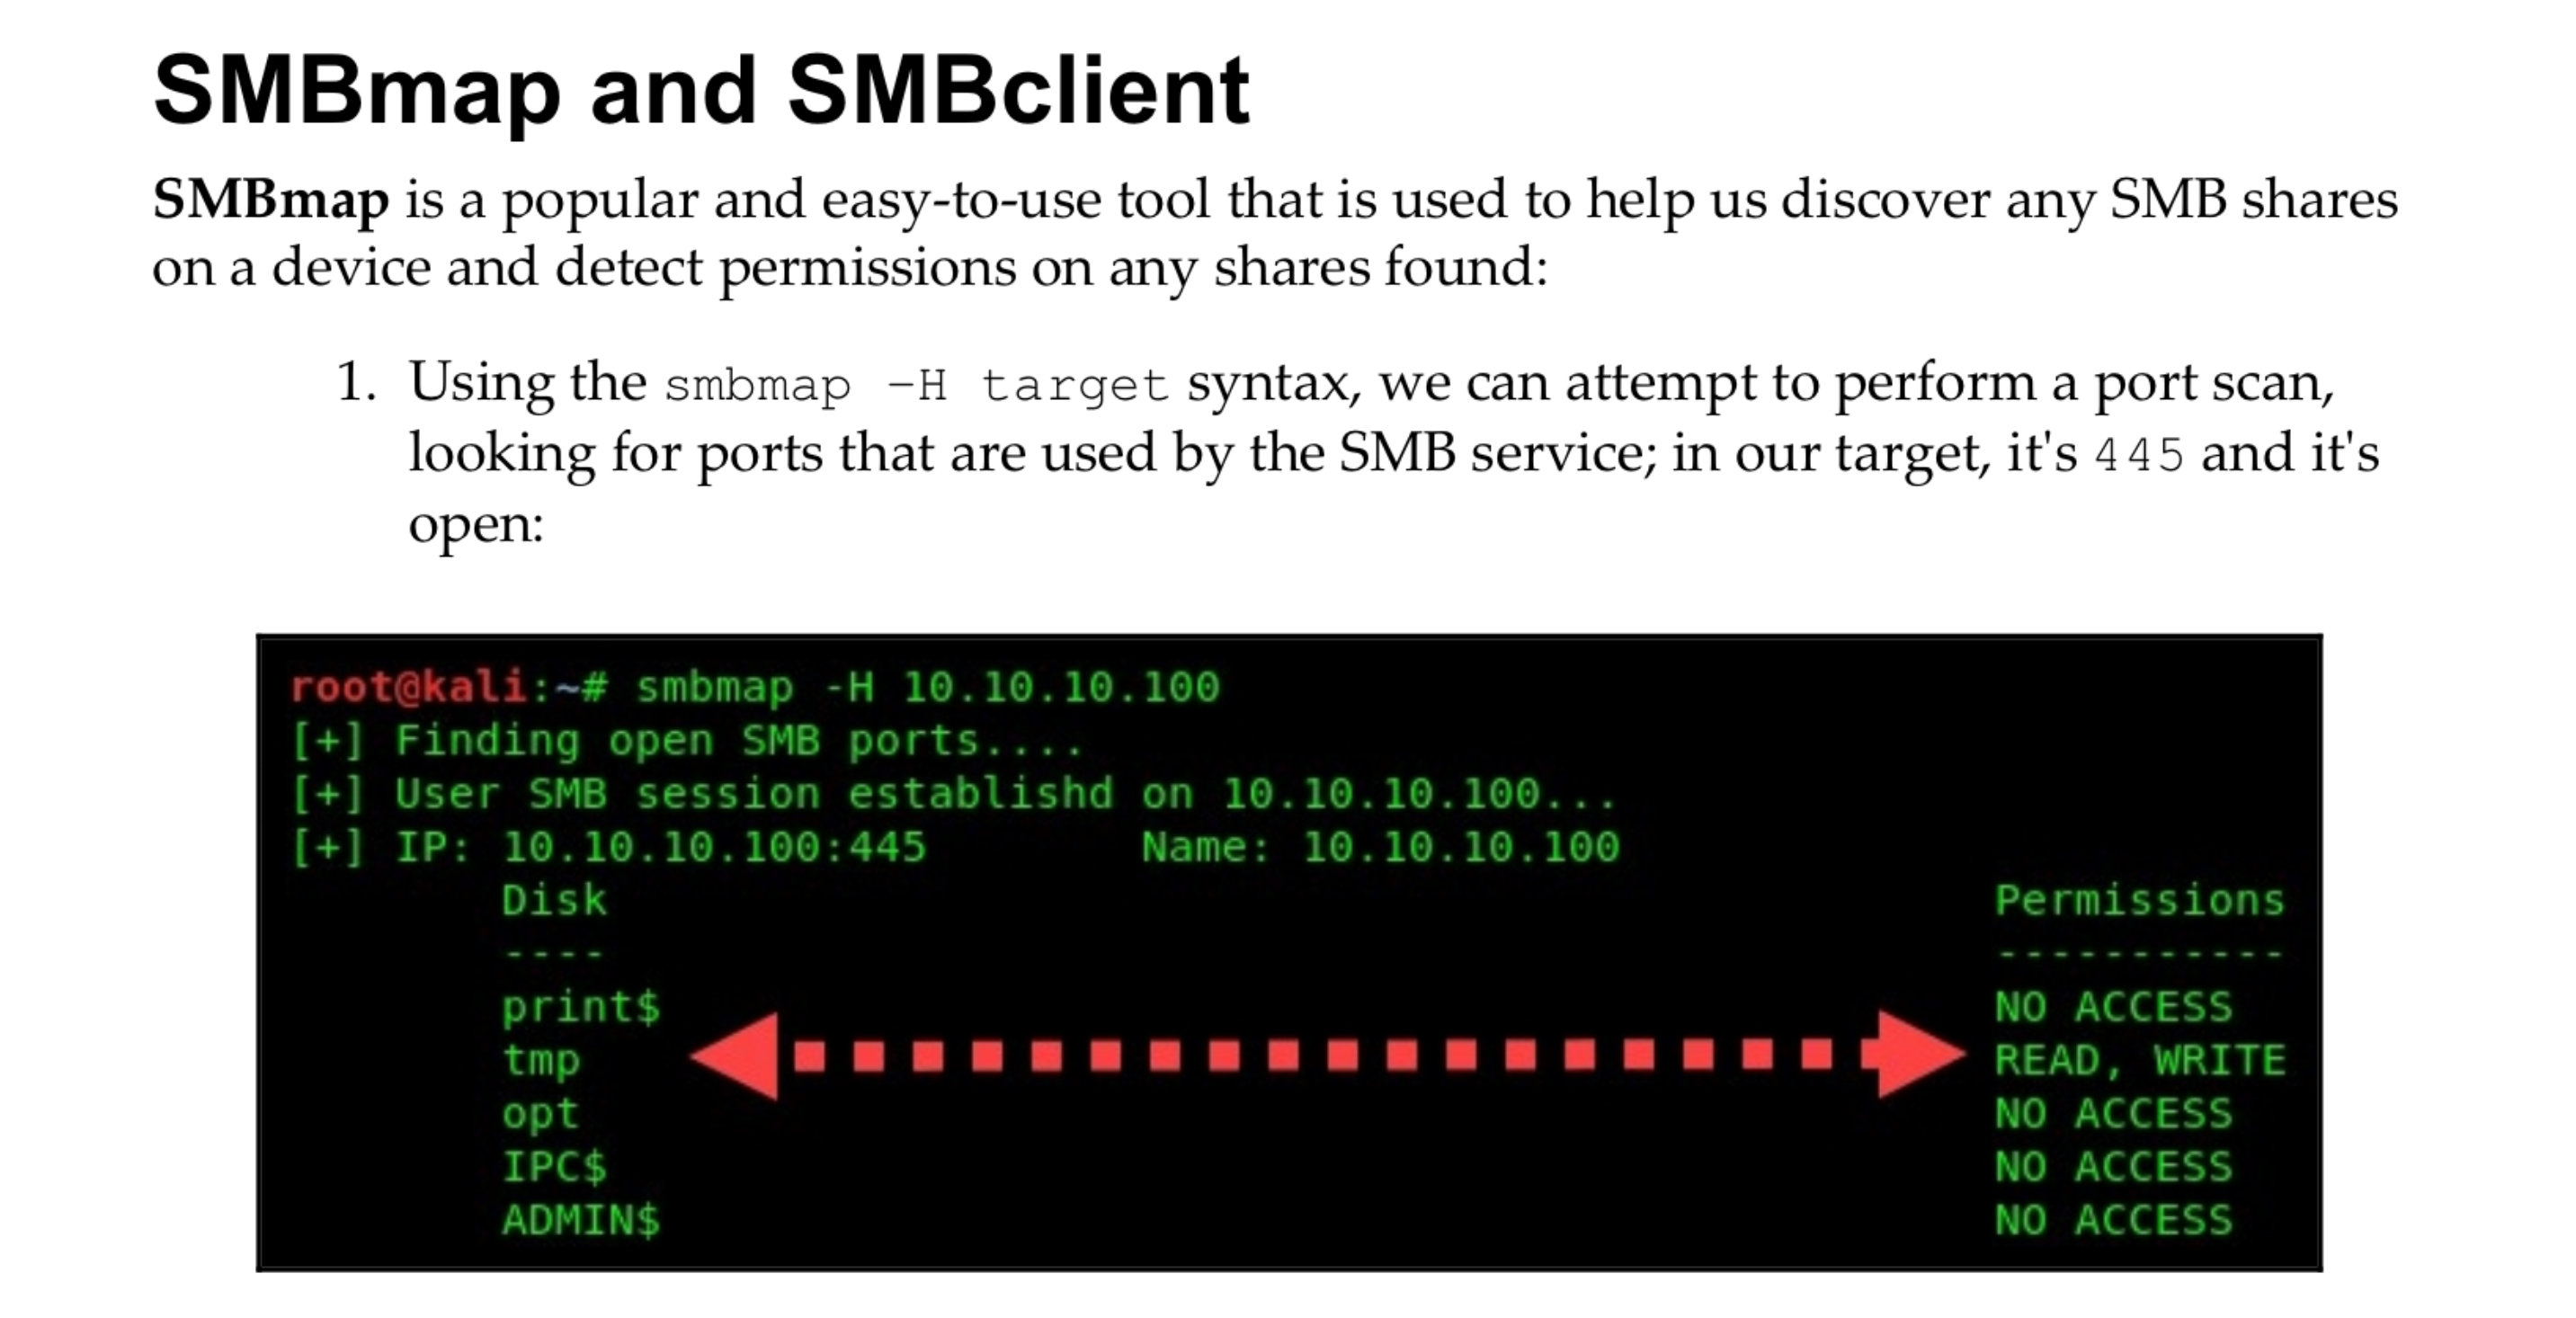 SMBmap and SMBclient
SMBmap is a popular and easy-to-use tool that is used to help us discover any SMB shares
on a device and detect permissions on any shares found:
1. Using the smbmap -H target syntax, we can attempt to perform a port scan,
looking for ports that are used by the SMB service; in our target, it's 445 and it's
open:
root@kali:~# smbmap -H 10.10.10.100
[+] Finding open SMB ports....
[+] User SMB session establishd on 10.10.10.100...
[+] IP: 10.10.10.100:445 Name: 10.10.10.100
Disk Permissions
---- -----------
print$ NO ACCESS
tmp READ, WRITE
opt NO ACCESS
IPC$ NO ACCESS
ADMIN$ NO ACCESS